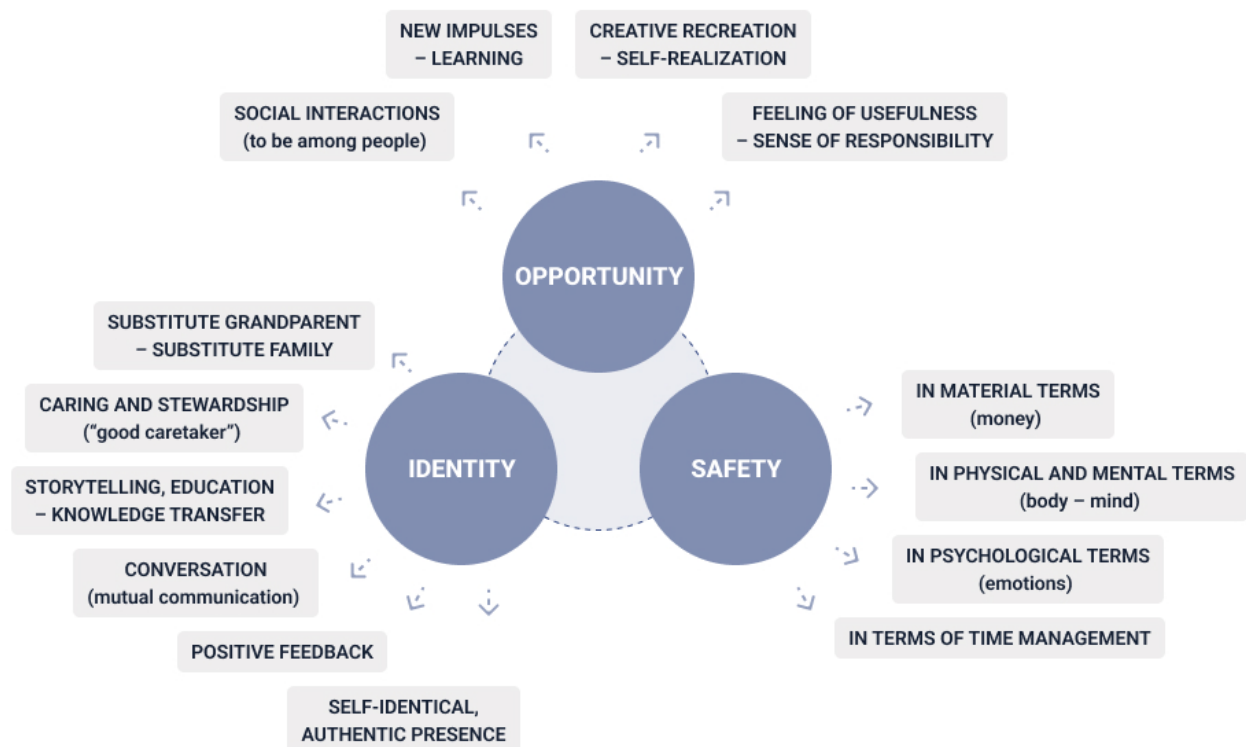 NEW IMPULSES
– LEARNING
CREATIVE RECREATION
– SELF-REALIZATION
SOCIAL INTERACTIONS
(to be among people)
FEELING OF USEFULNESS
– SENSE OF RESPONSIBILITY
OPPORTUNITY
SUBSTITUTE GRANDPARENT
– SUBSTITUTE FAMILY
CARING AND STEWARDSHIP
(“good caretaker”)
STORYTELLING, EDUCATION
– KNOWLEDGE TRANSFER
CONVERSATION
(mutual communication)
POSITIVE FEEDBACK
SELF-IDENTICAL,
AUTHENTIC PRESENCE
IDENTITY
SAFETY
IN MATERIAL TERMS
(money)
IN PHYSICAL AND MENTAL TERMS
(body – mind)
IN PSYCHOLOGICAL TERMS
(emotions)
IN TERMS OF TIME MANAGEMENT